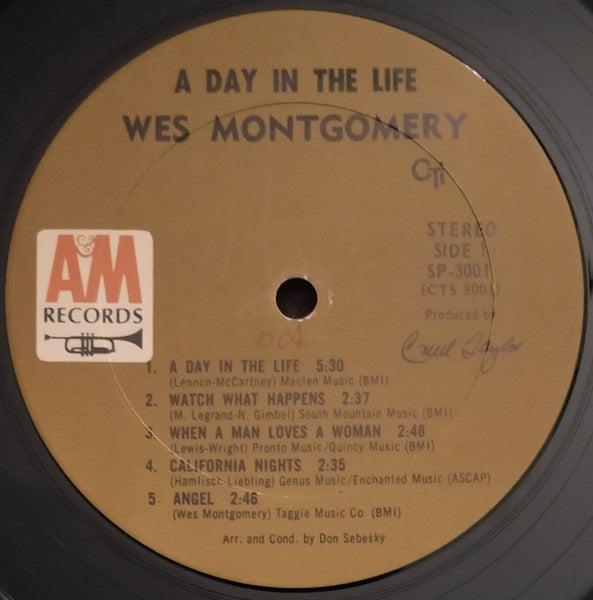 A DAY IN THE LIFE
WES MONTGOMERY
CTi
STEREO
SIDE 1
SP-3001
(CTS 3001)
Produced by
Creed Taylor
A&M
RECORDS
1. A DAY IN THE LIFE 5:30
(Lennon-McCartney) Maclen Music (BMI)
2. WATCH WHAT HAPPENS 2:37
(M. Legrand-N. Gimbel) South Mountain Music (BMI)
3. WHEN A MAN LOVES A WOMAN 2:48
(Lewis-Wright) Pronto Music/Quincy Music (BMI)
4. CALIFORNIA NIGHTS 2:35
(Hamlisch-Liebling) Genus Music/Enchanted Music (ASCAP)
5 ANGEL 2:46
(Wes Montgomery) Taggie Music Co. (BMI)
Arr. and Cond. by Don Sebesky